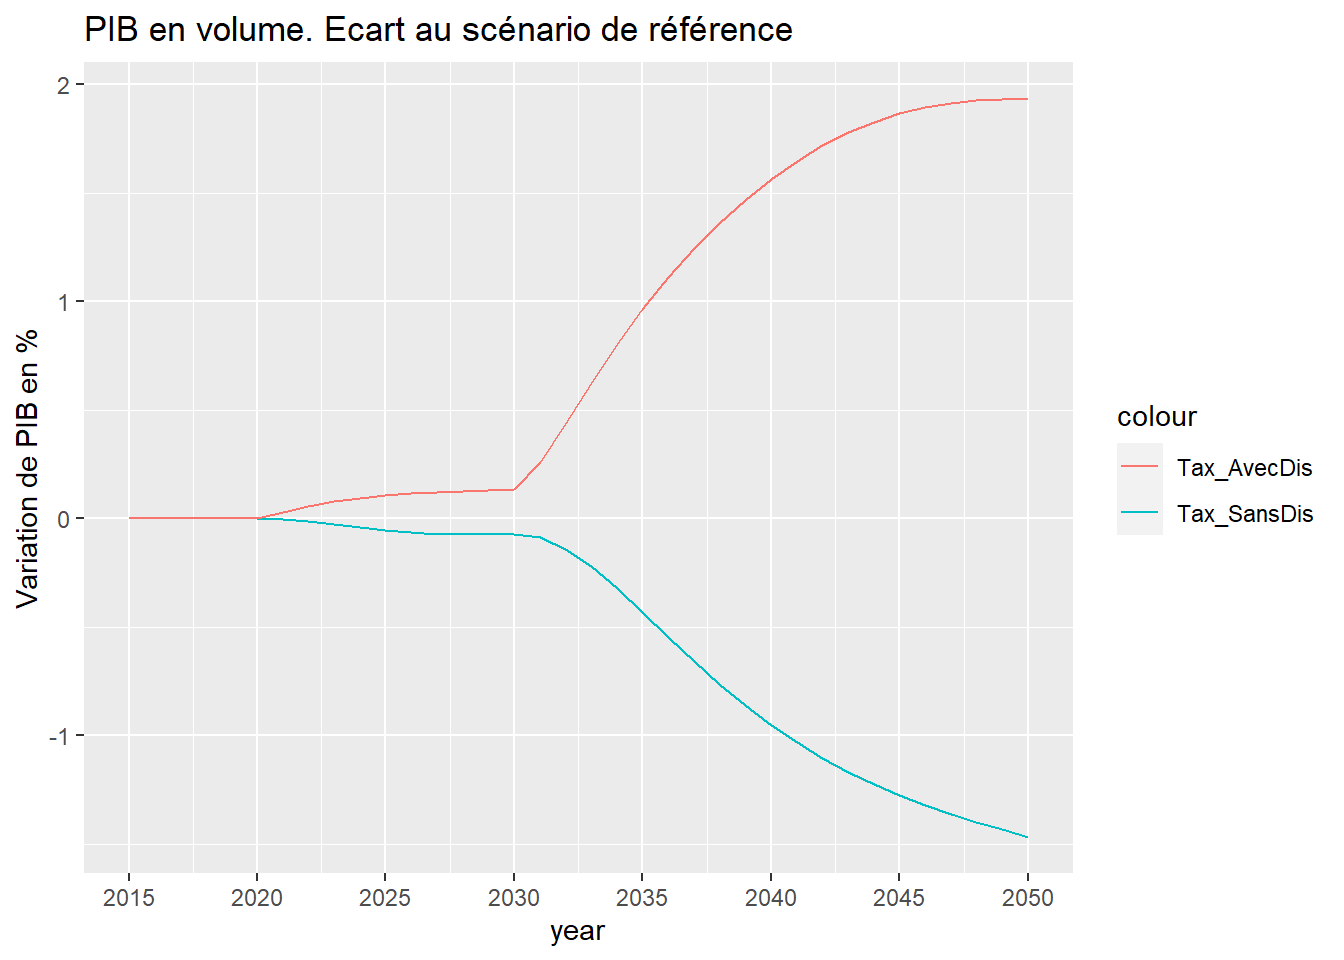 PIB en volume. Ecart au scénario de référence
Variation de PIB en %
2
1
0
-1
2015 2020 2025 2030 2035 2040 2045 2050
year
colour
Tax_AvecDis
Tax_SansDis